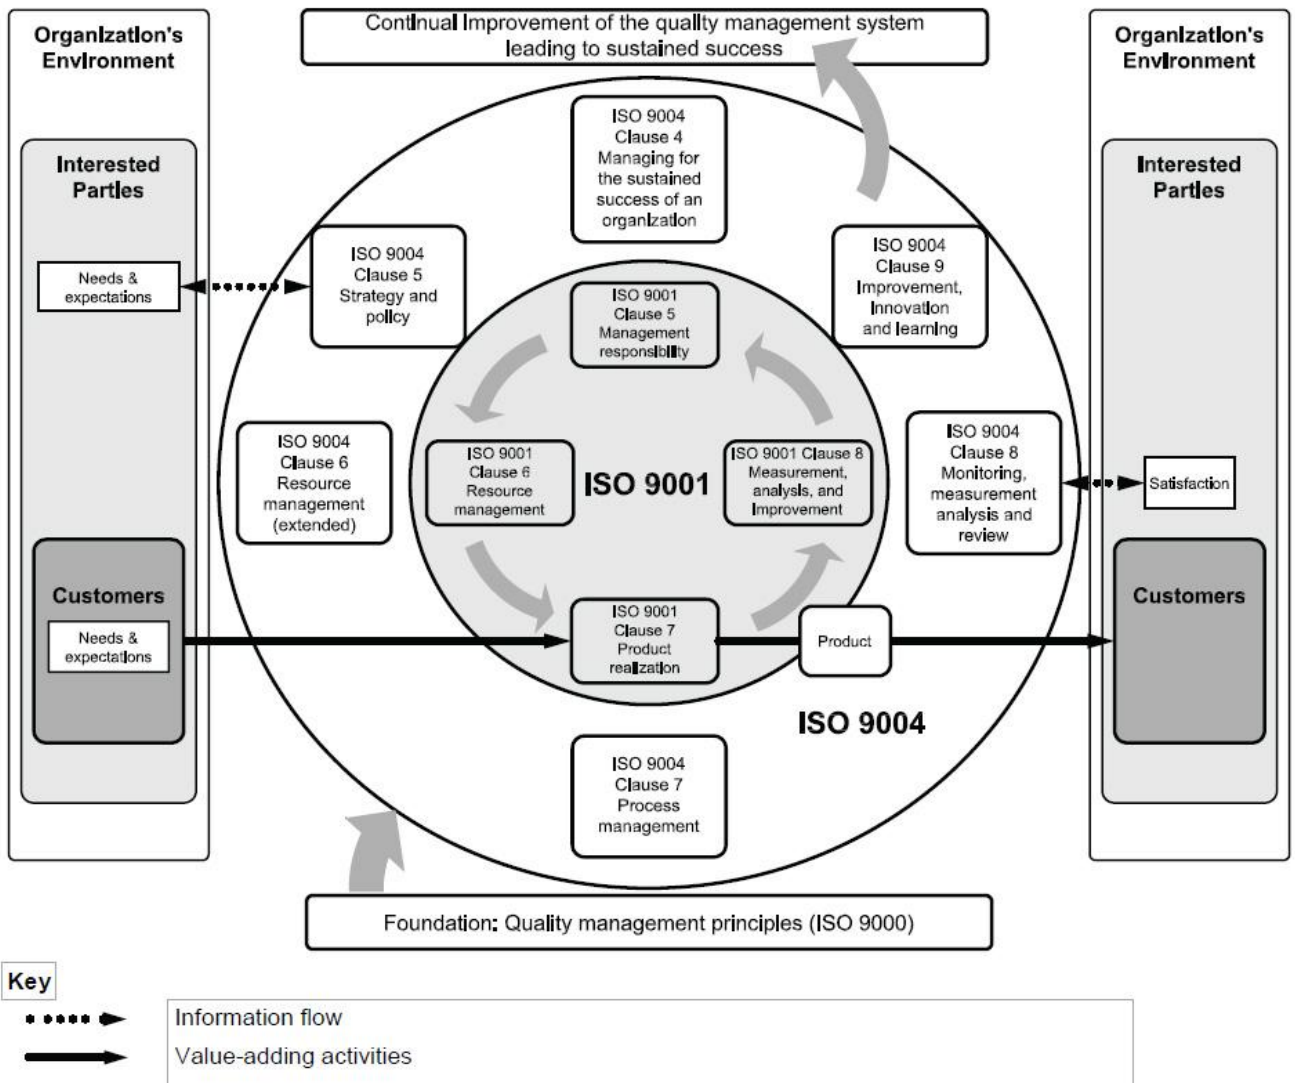 Continual Improvement of the quality management system
leading to sustained success
Organization's
Environment
Interested
Parties
Needs &
expectations
Customers
Needs &
expectations
ISO 9004
Clause 4
Managing for
the sustained
success of an
organization
ISO 9004
Clause 5
Strategy and
policy
ISO 9004
Clause 9
Improvement,
Innovation
and learning
ISO 9001
Clause 5
Management
responsibility
ISO 9004
Clause 6
Resource
management
(extended)
ISO 9001
Clause 6
Resource
management
ISO 9001
ISO 9001 Clause 8
Measurement,
analysis, and
Improvement
ISO 9004
Clause 8
Monitoring,
measurement
analysis and
review
ISO 9001
Clause 7
Product
realization
Product
ISO 9004
ISO 9004
Clause 7
Process
management
Organization's
Environment
Interested
Parties
Satisfaction
Customers
Foundation: Quality management principles (ISO 9000)
Key
Information flow
Value-adding activities